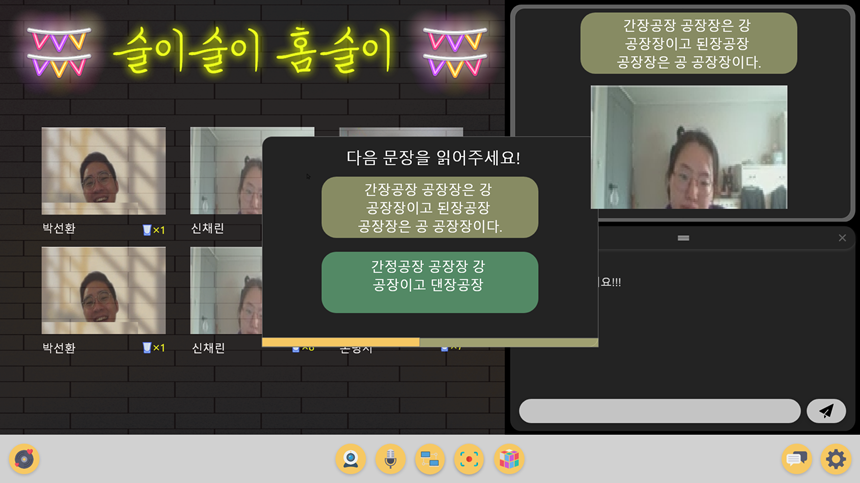 술이술이 홈술이
간장공장 공장장은 강
공장장이고 된장공장
공장장은 공 공장장이다.
다음 문장을 읽어주세요!
간장공장 공장장은 강
공장장이고 된장공장
공장장은 공 공장장이다.
간정공장 공장장 강
공장이고 댄장공장
박선환
×1
신채린
요!!!
박선환
×1
신채린